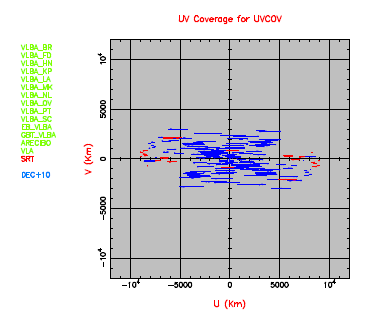 UV Coverage for UVCOV
VLBA_BR
VLBA_FD
VLBA_HN
VLBA_KP
VLBA_LA
VLBA_MK
VLBA_NL
VLBA_OV
VLBA_PT
VLBA_SC
EB_VLBA
GBT_VLBA
ARECIBO
VLA
SRT
DEC+10
10⁴
5000
0
-5000
-10⁴
V (Km)
-10⁴ -5000 0 5000 10⁴
U (Km)